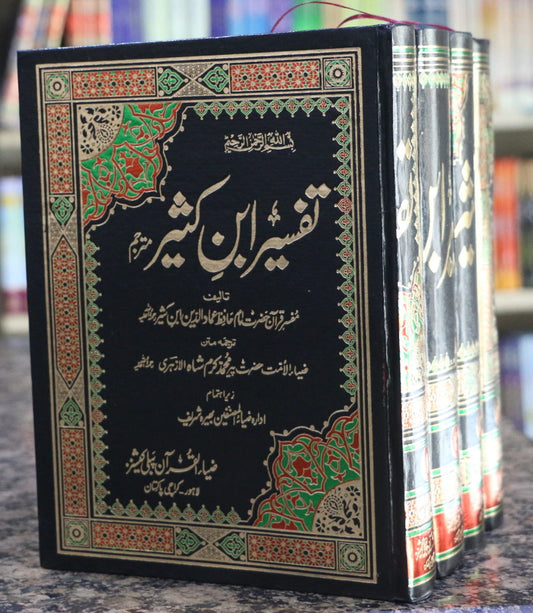 بسم الله الرحمن الرحیم
تفسیر ابن کثیر مترجم
تالیف
مفسر قرآن حضرت امام حافظ عماد الدین ابن کثیر رحمۃ اللہ علیہ
ترجمہ متن
ضیاء الامت حضرت پیر محمد کرم شاہ الازہری رحمۃ اللہ علیہ
زیر اہتمام
ادارہ ضیاء المصنفین بھیرہ شریف
ضیاء القرآن پبلی کیشنز
لاہور - کراچی پاکستان